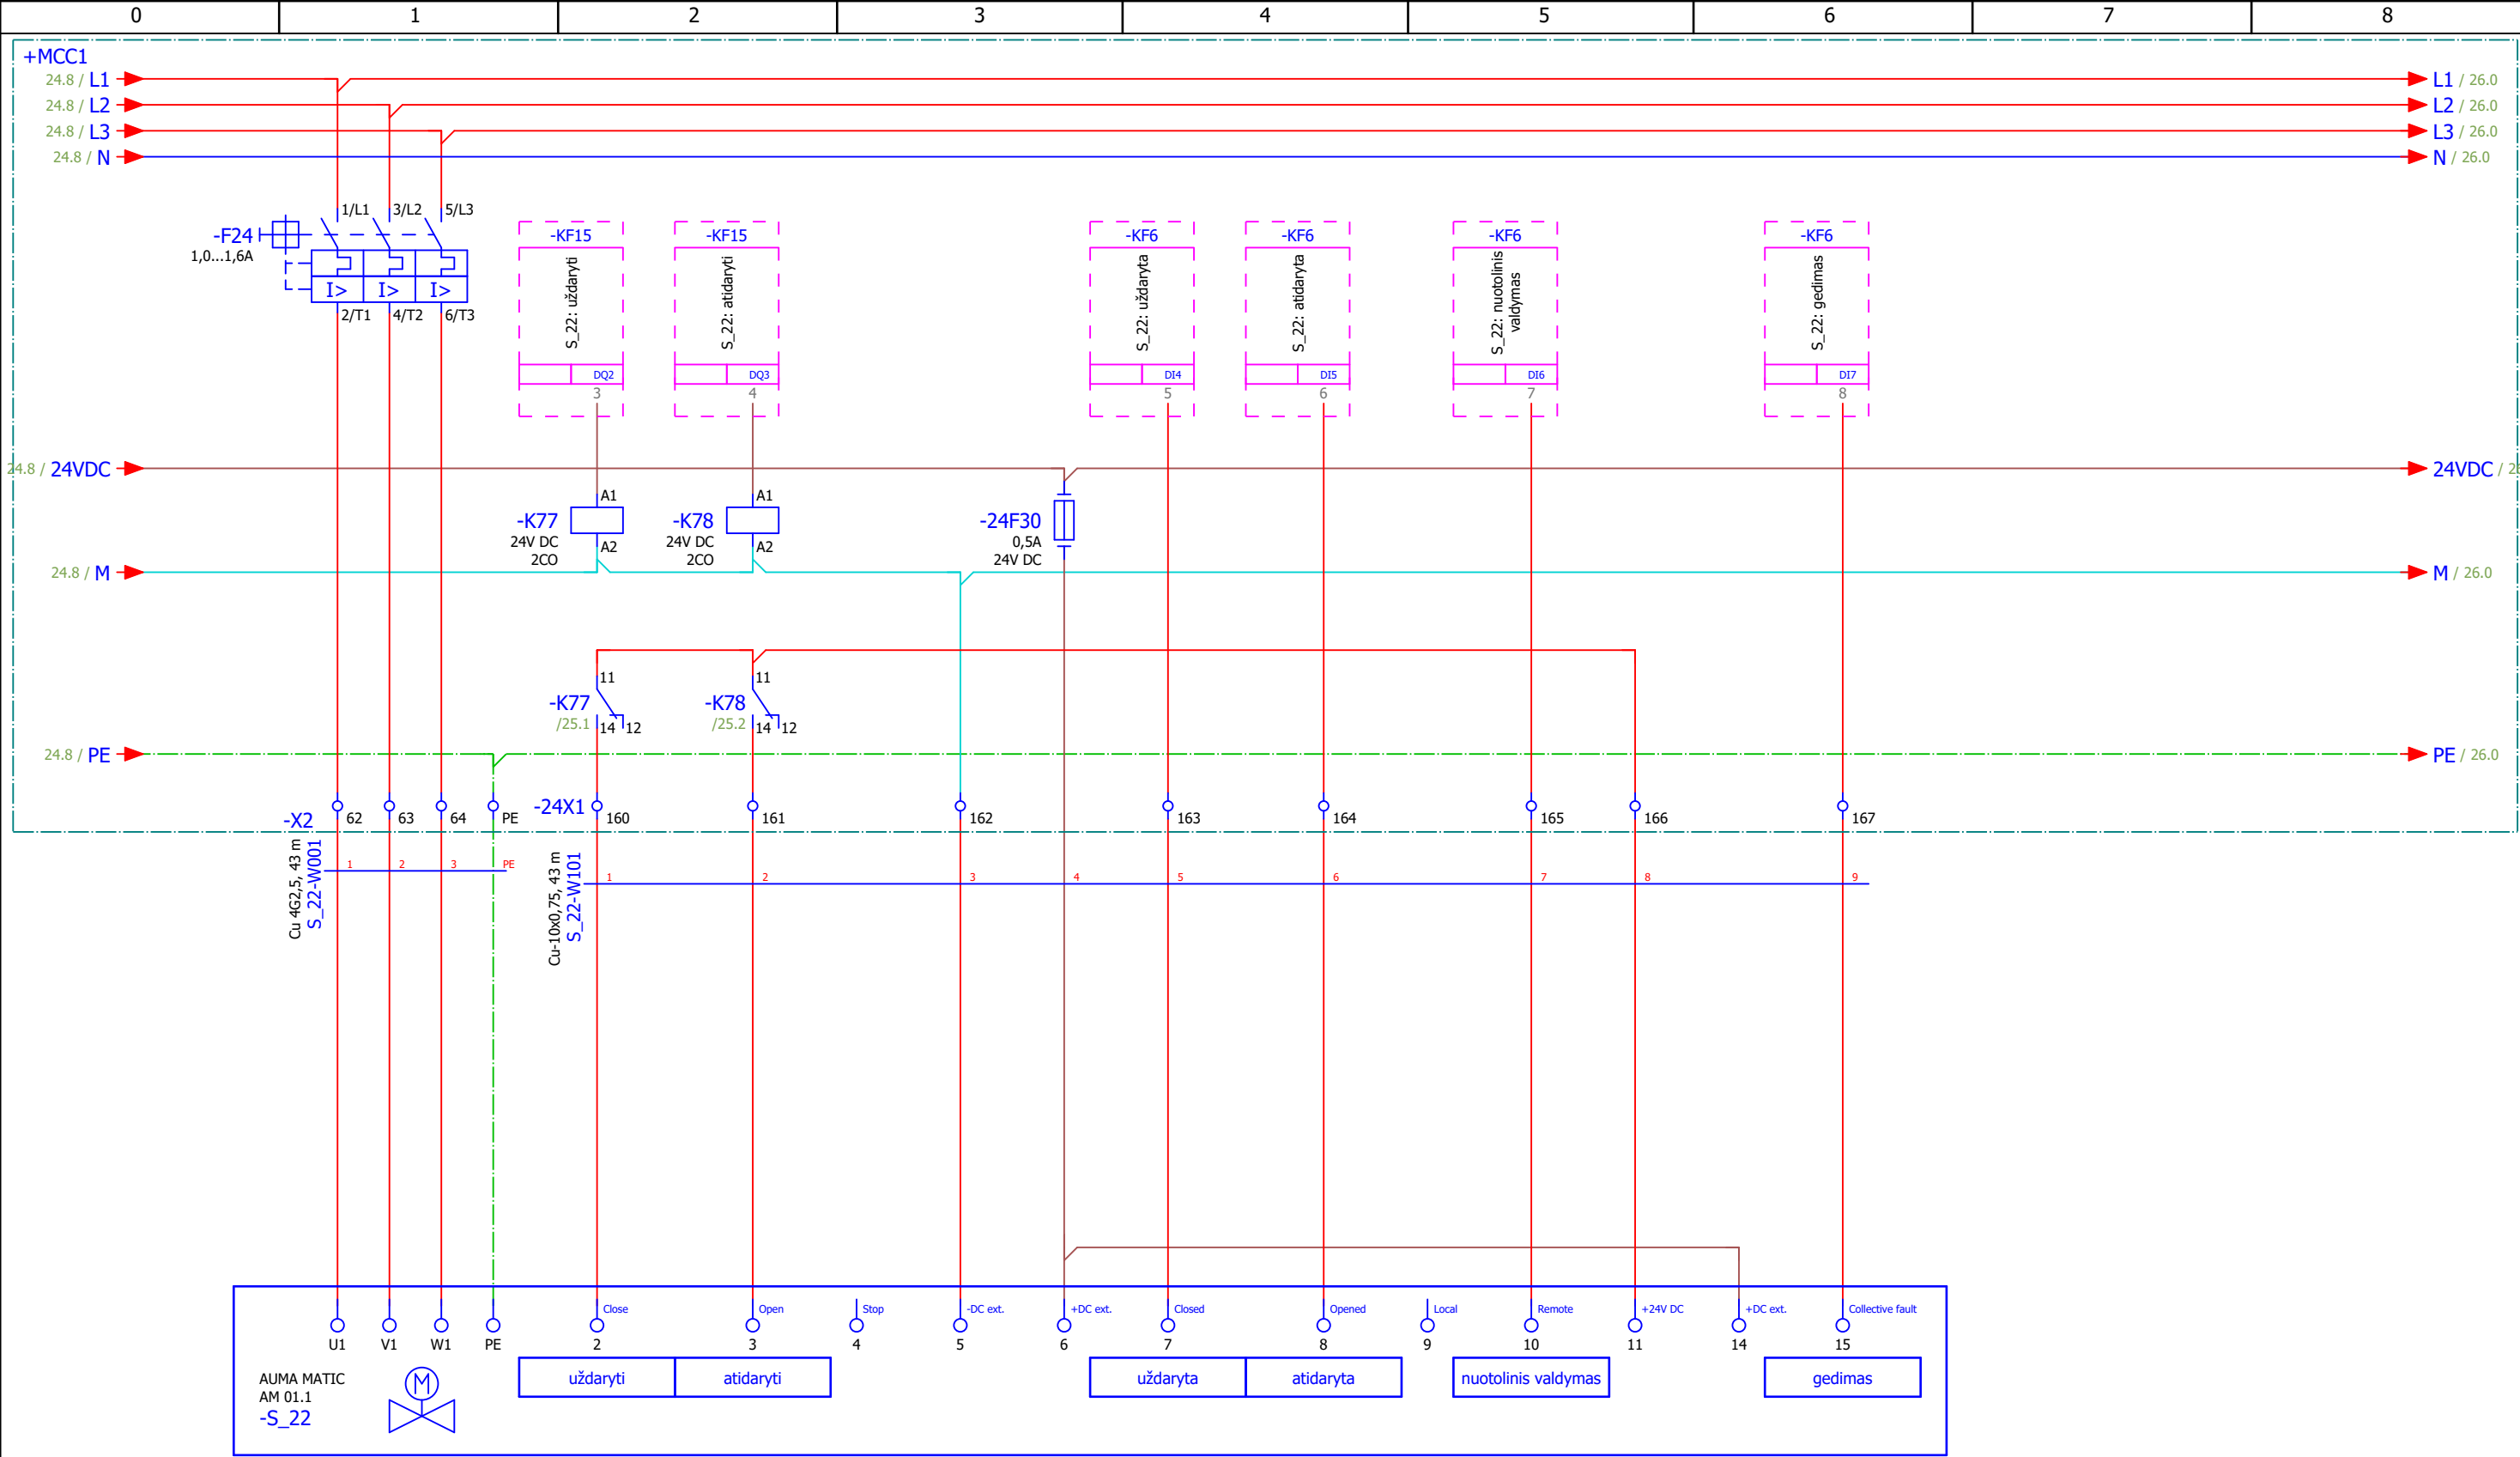 0 1 2 3 4 5 6 7 8
+MCC1
24.8 / L1 L1 / 26.0
24.8 / L2 L2 / 26.0
24.8 / L3 L3 / 26.0
24.8 / N N / 26.0
1/L1 3/L2 5/L3
-F24
1,0...1,6A
I> I> I>
2/T1 4/T2 6/T3
-KF15
S_22: uždaryti
DQ2
3
-KF15
S_22: atidaryti
DQ3
4
-KF6
S_22: uždaryta
DI4
5
-KF6
S_22: atidaryta
DI5
6
-KF6
S_22: nuotolinis
valdymas
DI6
7
-KF6
S_22: gedimas
DI7
8
24.8 / 24VDC 24VDC /
A1
-K77
24V DC
2CO
A2
A1
-K78
24V DC
2CO
A2
-24F30
0,5A
24V DC
24.8 / M M / 26.0
11
-K77
/25.1
14 12
11
-K78
/25.2
14 12
24.8 / PE PE / 26.0
-X2 62 63 64 PE
-24X1 160 161 162 163 164 165 166 167
Cu 4G2,5, 43 m
S_22-W001
1 2 3 PE
Cu-10x0,75, 43 m
S_22-W101
1 2 3 4 5 6 7 8 9
Close Open Stop -DC ext. +DC ext. Closed Opened Local Remote +24V DC +DC ext. Collective fault
U1 V1 W1 PE 2 3 4 5 6 7 8 9 10 11 14 15
uždaryti atidaryti uždaryta atidaryta nuotolinis valdymas gedimas
AUMA MATIC
AM 01.1
-S_22
M